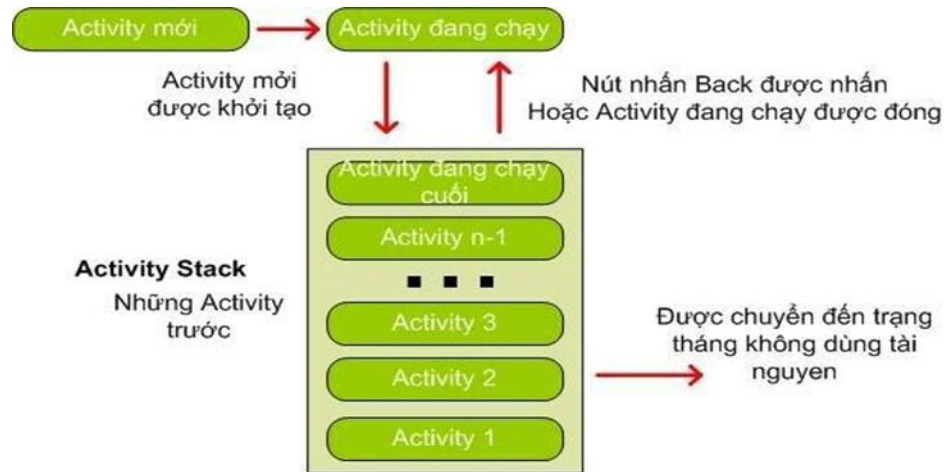 Activity mới
Activity đang chạy
Activity mởi
được khởi tạo
Nút nhấn Back được nhấn
Hoặc Activity đang chạy được đóng
Activity đang chạy
cuối
Activity n-1
Activity Stack
Những Activity
trước
Activity 3
Activity 2
Activity 1
Được chuyển đến trạng
tháng không dùng tài
nguyen